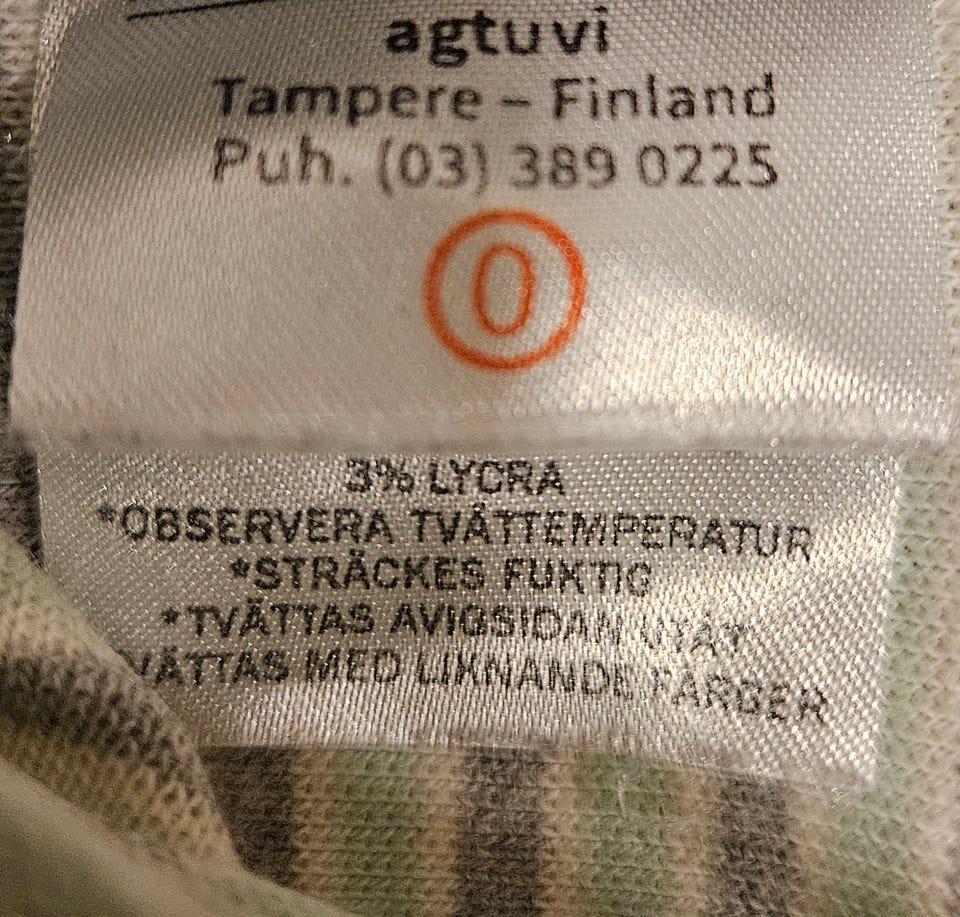 agtuvi
Tampere – Finland
Puh. (03) 389 0225
0
3% LYCRA
*OBSERVERA TVÄTTEMPERATUR
*STRÄCKES FUKTIG
*TVÄTTAS AVIGSIDAN UTÅT
VÄTTAS MED LIKNANDE FÄRGER